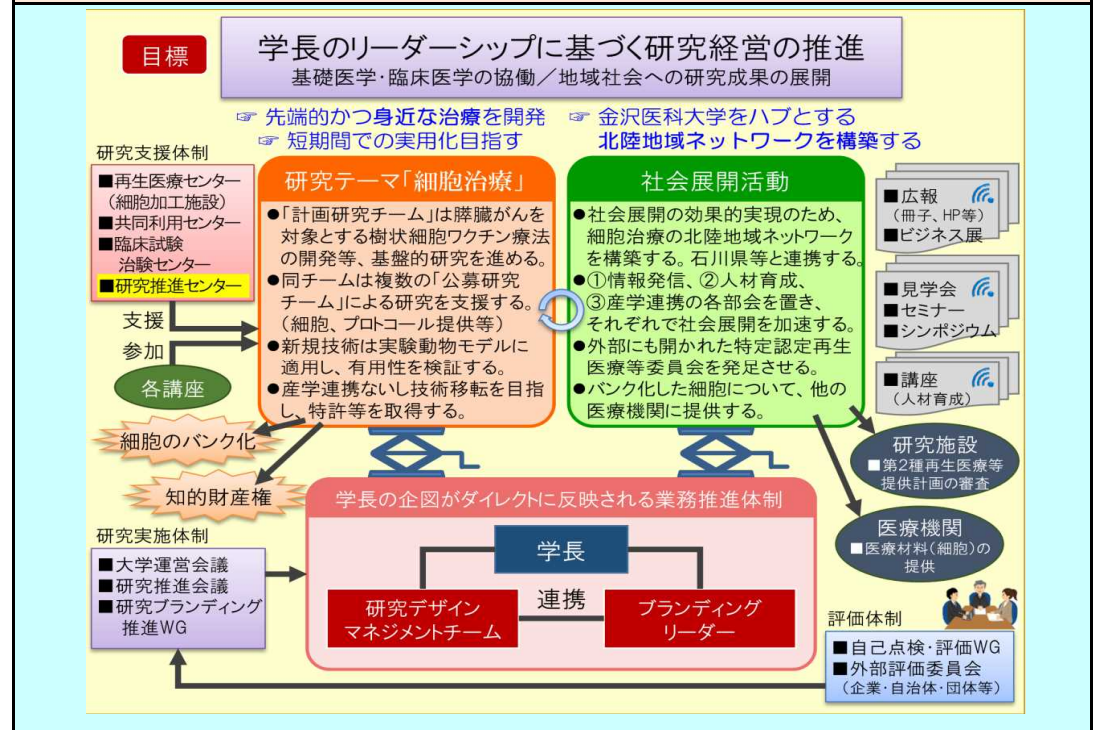 目標
学長のリーダーシップに基づく研究経営の推進
基礎医学・臨床医学の協働／地域社会への研究成果の展開
☞ 先端的かつ身近な治療を開発
☞ 短期間での実用化目指す
☞ 金沢医科大学をハブとする
北陸地域ネットワークを構築する
研究支援体制
■再生医療センター
（細胞加工施設）
■共同利用センター
■臨床試験
治験センター
■研究推進センター
支援
参加
各講座
研究テーマ「細胞治療」
●「計画研究チーム」は膵臓がんを
対象とする樹状細胞ワクチン療法
の開発等、基盤的研究を進める。
●同チームは複数の「公募研究
チーム」による研究を支援する。
（細胞、プロトコール提供等）
●新規技術は実験動物モデルに
適用し、有用性を検証する。
●産学連携ないし技術移転を目指
し、特許等を取得する。
細胞のバンク化
知的財産権
社会展開活動
●社会展開の効果的実現のため、
細胞治療の北陸地域ネットワーク
を構築する。石川県等と連携する。
●①情報発信、②人材育成、
③産学連携の各部会を置き、
それぞれで社会展開を加速する。
●外部にも開かれた特定認定再生
医療等委員会を発足させる。
●バンク化した細胞について、他の
医療機関に提供する。
■広報
（冊子、HP等）
■ビジネス展
■見学会
■セミナー
■シンポジウム
■講座
（人材育成）
研究施設
■第2種再生医療等
提供計画の審査
医療機関
■医療材料（細胞）の
提供
学長の企図がダイレクトに反映される業務推進体制
学長
研究デザイン
マネジメントチーム
連携
ブランディング
リーダー
研究実施体制
■大学運営会議
■研究推進会議
■研究ブランディング
推進WG
評価体制
■自己点検・評価WG
■外部評価委員会
（企業・自治体・団体等）